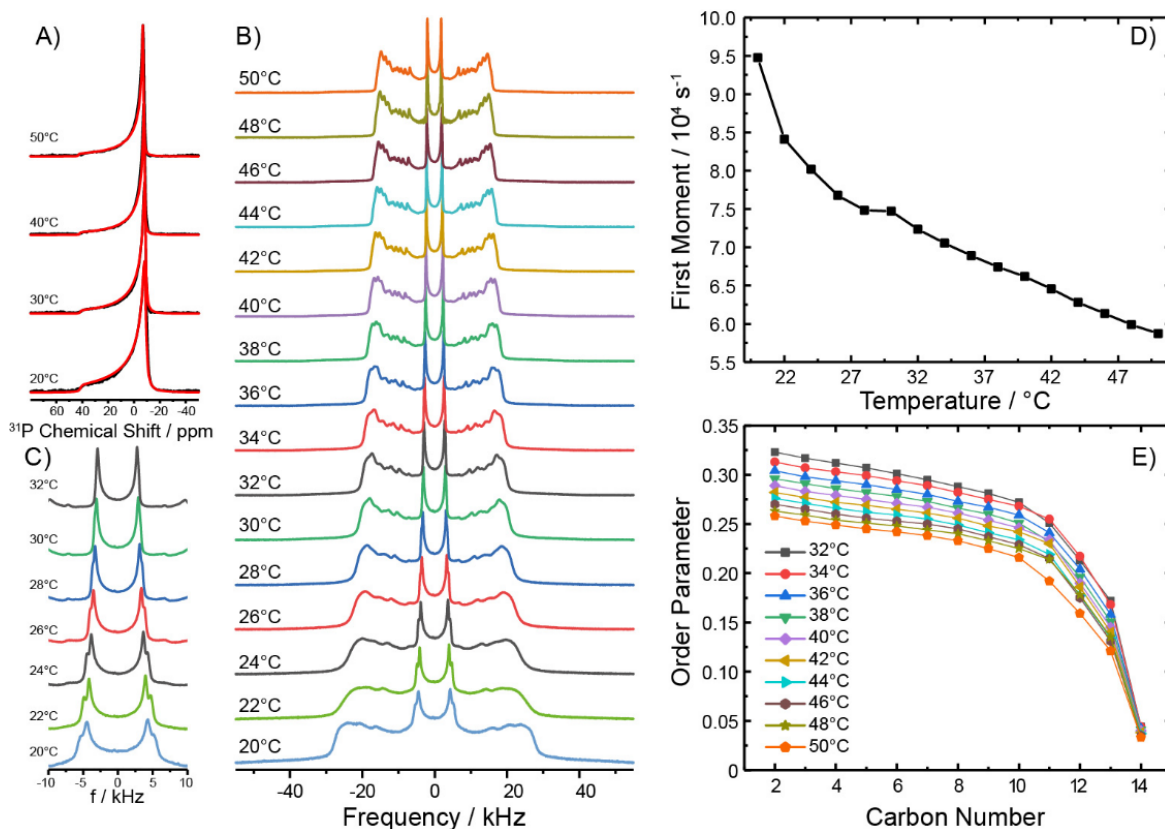 A)
50°C
40°C
30°C
20°C
60 40 20 0 -20 -40
³¹P Chemical Shift / ppm
C)
32°C
30°C
28°C
26°C
24°C
22°C
20°C
-10 -5 0 5 10
f / kHz
B)
50°C
48°C
46°C
44°C
42°C
40°C
38°C
36°C
34°C
32°C
30°C
28°C
26°C
24°C
22°C
20°C
-40 -20 0 20 40
Frequency / kHz
D)
10.0
9.5
9.0
8.5
8.0
7.5
7.0
6.5
6.0
5.5
First Moment / 10⁴ s⁻¹
22 27 32 37 42 47
Temperature / °C
E)
0.35
0.30
0.25
0.20
0.15
0.10
0.05
0
Order Parameter
32°C
34°C
36°C
38°C
40°C
42°C
44°C
46°C
48°C
50°C
2 4 6 8 10 12 14
Carbon Number